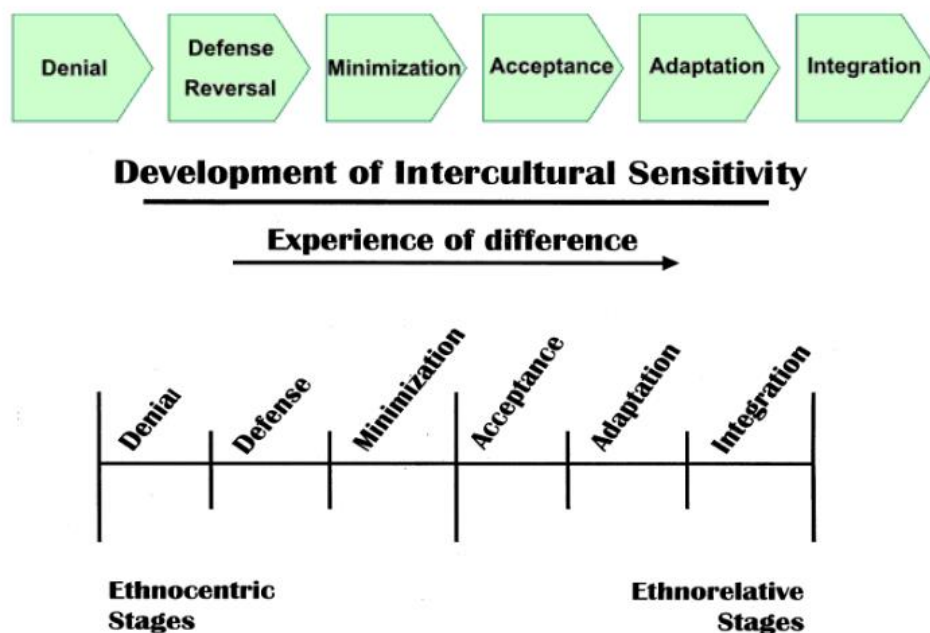 Denial
Defense
Reversal
Minimization
Acceptance
Adaptation
Integration
Development of Intercultural Sensitivity
Experience of difference
Denial
Defense
Minimization
Acceptance
Adaptation
Integration
Ethnocentric
Stages
Ethnorelative
Stages